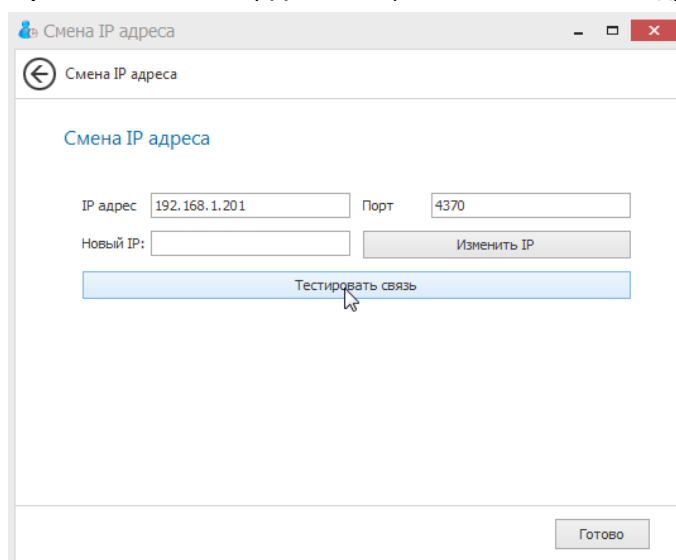 Смена IP адреса
Смена IP адреса
Смена IP адреса
IP адрес 192.168.1.201 Порт 4370
Новый IP: Изменить IP
Тестировать связь
Готово